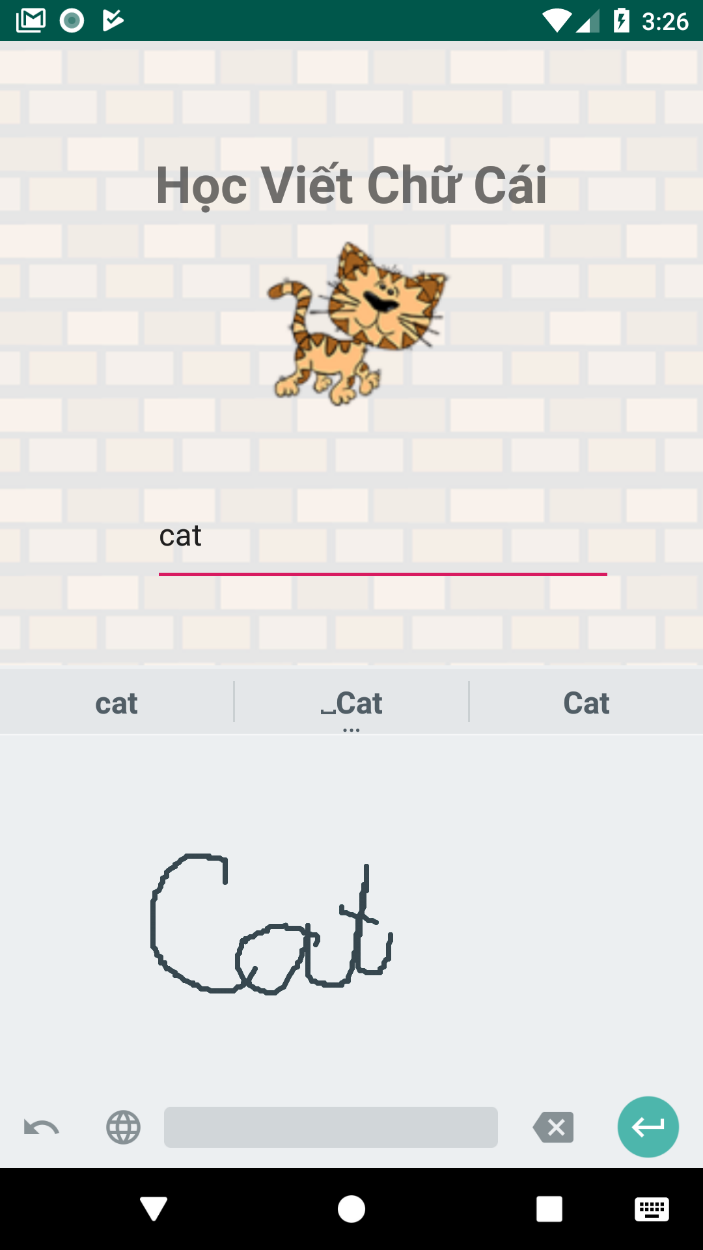 3:26
Học Viết Chữ Cái
cat
cat ⎵Cat Cat
...
Cat